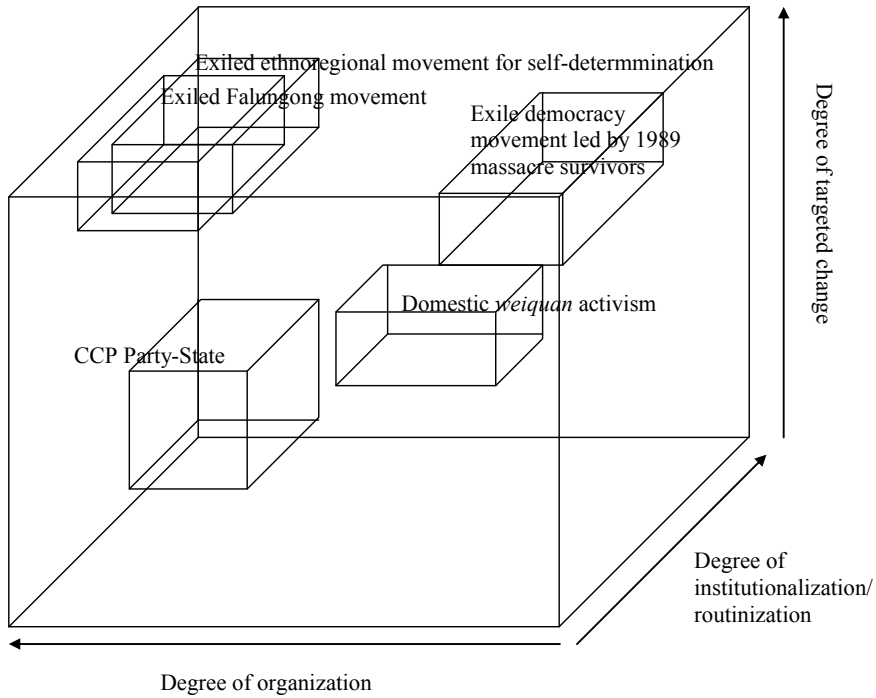 Exiled ethnoregional movement for self-determmination
Exiled Falungong movement
Exile democracy
movement led by 1989
massacre survivors
Degree of targeted change
Domestic weiquan activism
CCP Party-State
Degree of
institutionalization/
routinization
Degree of organization